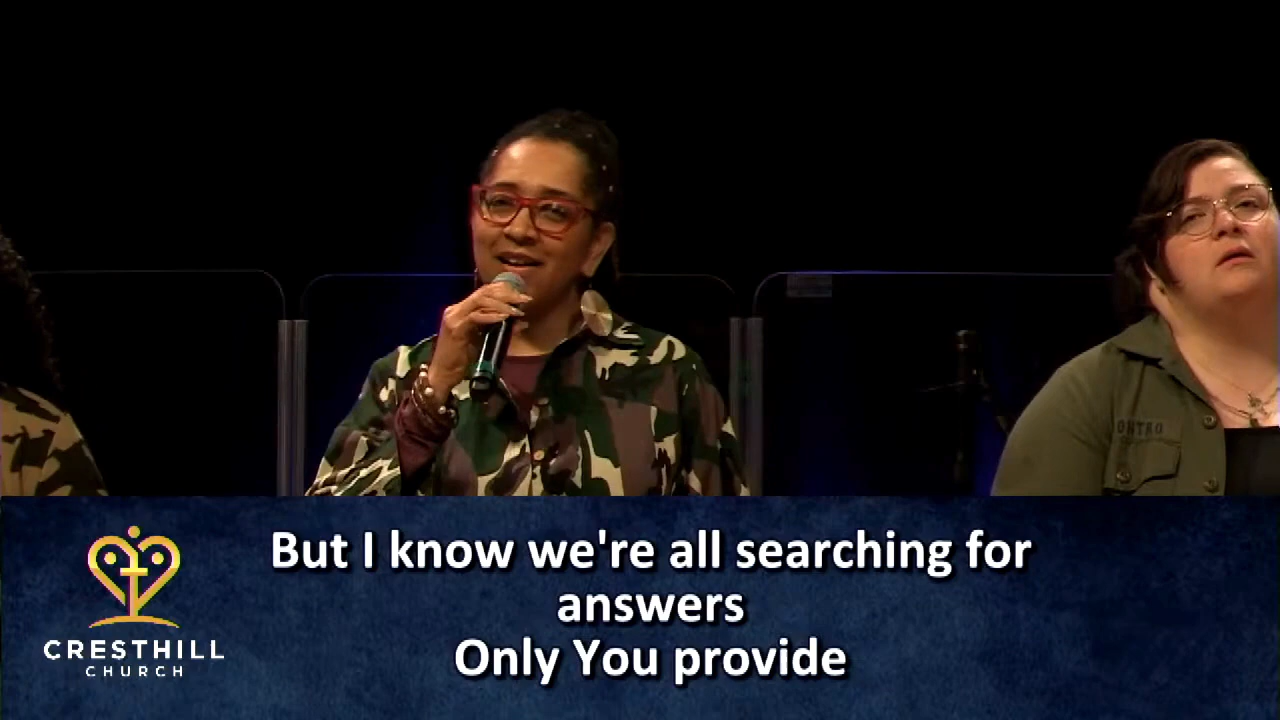 But I know we're all searching for
answers
Only You provide
CRESTHILL
CHURCH